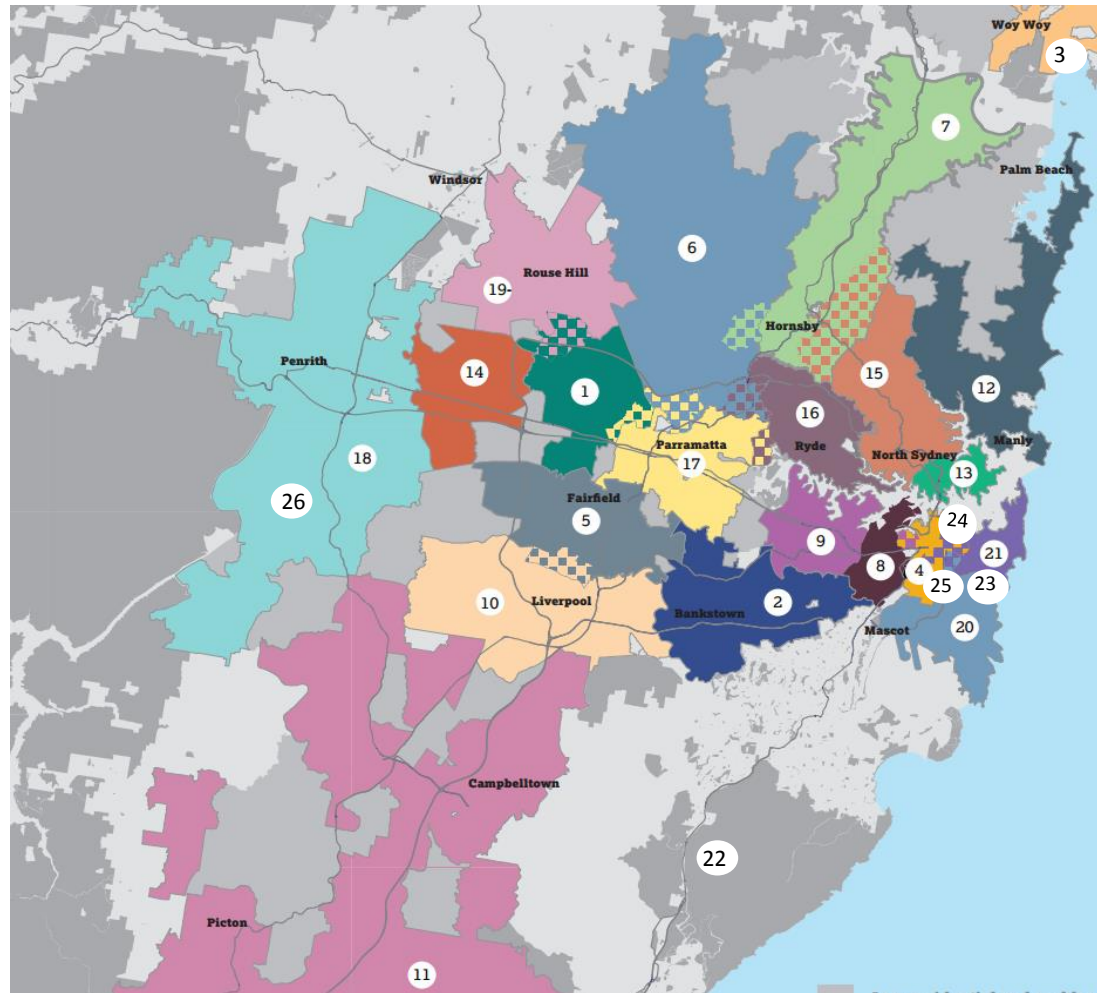 Woy Woy
3
7
Palm Beach
Windsor
6
Rouse Hill
19-
Hornsby
Penrith
14
15
1
12
16
Parramatta
Ryde
Manly
North Sydney
18
17
13
Fairfield
26
5
24
9
21
8
4
25
23
10
Liverpool
2
Bankstown
Mascot
20
Campbelltown
22
Picton
11